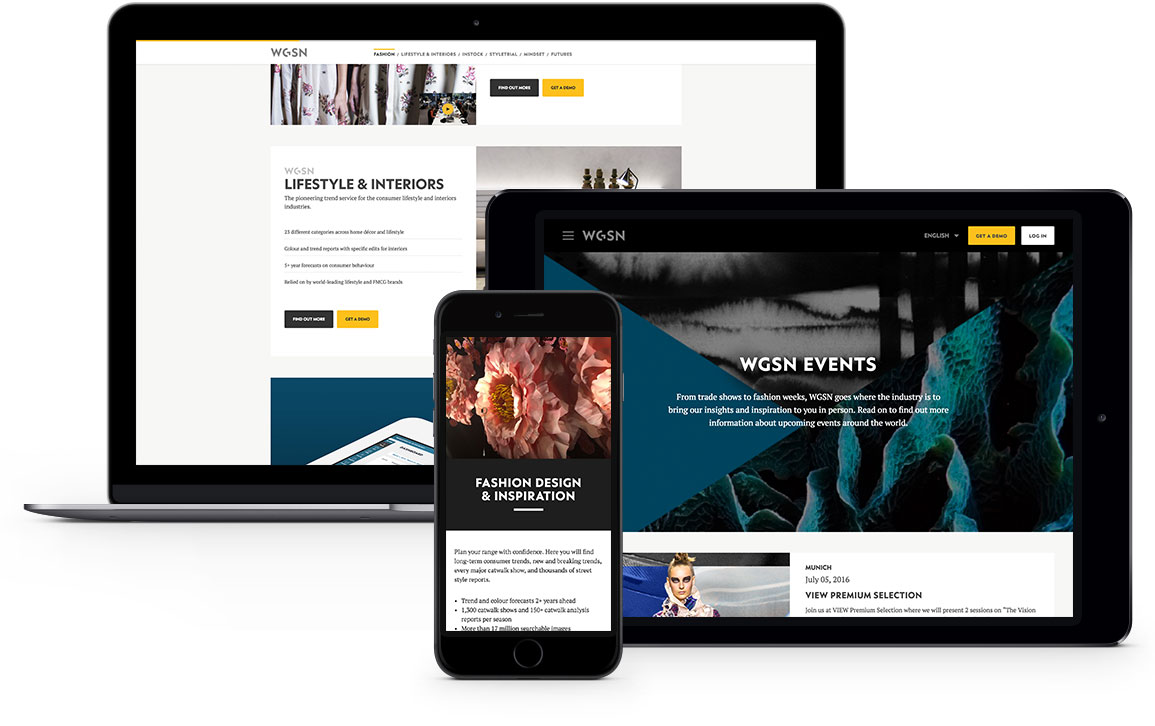 WGSN
FASHION / LIFESTYLE & INTERIORS / INSTOCK / STYLETRIAL / MINDSET / FUTURES
FIND OUT MORE
GET A DEMO
WGSN
LIFESTYLE & INTERIORS
The pioneering trend service for the consumer lifestyle and interiors
industries.
23 different categories across home décor and lifestyle
Colour and trend reports with specific edits for interiors
5+ year forecasts on consumer behaviour
Relied on by world-leading lifestyle and FMCG brands
FIND OUT MORE
GET A DEMO
WGSN
ENGLISH
GET A DEMO
LOG IN
WGSN EVENTS
From trade shows to fashion weeks, WGSN goes where the industry is to
bring our insights and inspiration to you in person. Read on to find out more
information about upcoming events around the world.
MUNICH
July 05, 2016
VIEW PREMIUM SELECTION
Join us at VIEW Premium Selection where we will present 2 sessions on "The Vision
FASHION DESIGN
& INSPIRATION
Plan your range with confidence. Here you will find
long-term consumer trends, new and breaking trends,
every major catwalk show, and thousands of street
style reports.
• Trend and colour forecasts 2+ years ahead
• 1,300 catwalk shows and 150+ catwalk analysis
reports per season
• More than 17 million searchable images